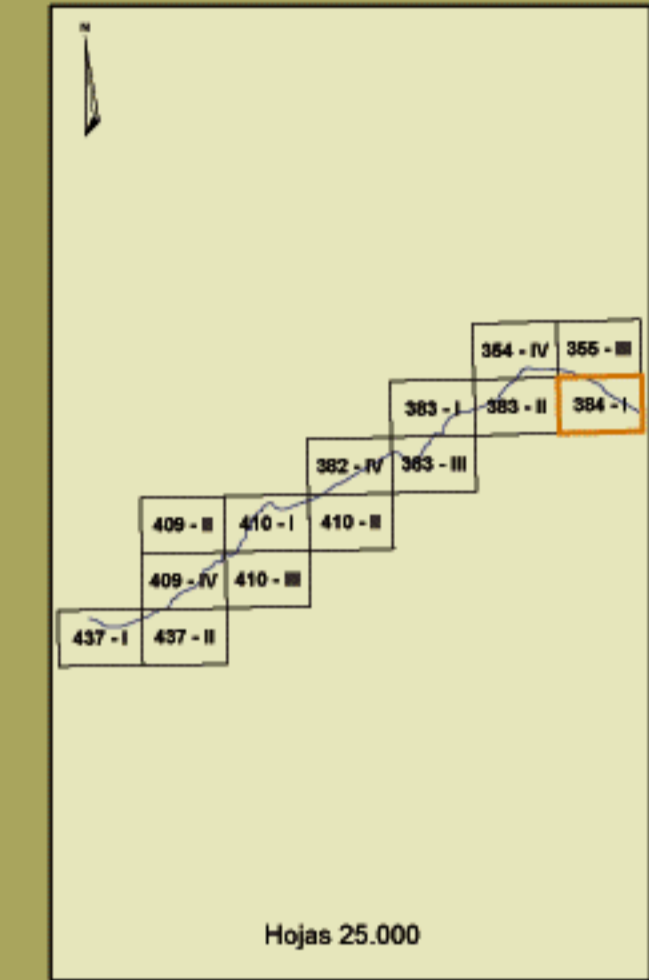 N
354 - IV 355 - III
383 - I 383 - II 384 - I
382 - IV 383 - III
409 - II 410 - I 410 - II
409 - IV 410 - III
437 - I 437 - II
Hojas 25.000